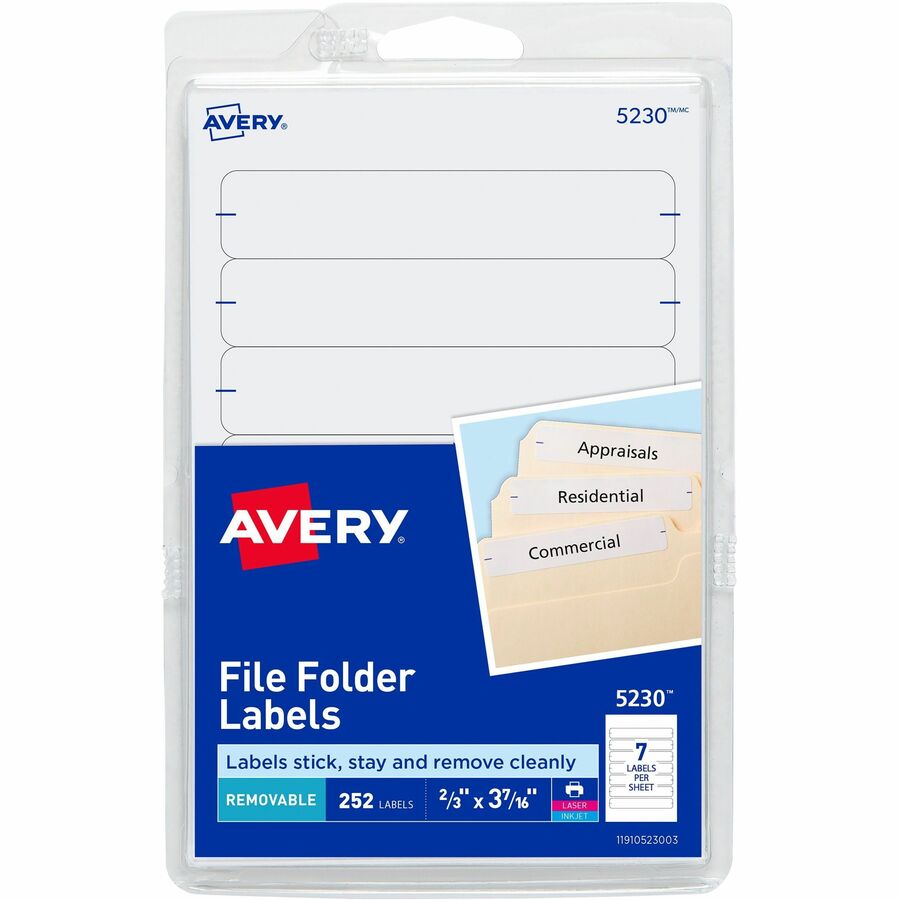 AVERY®
5230™/MC
Appraisals
Residential
Commercial
AVERY®
File Folder
Labels
5230™
7
LABELS
PER
SHEET
Labels stick, stay and remove cleanly
REMOVABLE
252 LABELS
2/3" x 3 7/16"
LASER
INKJET
11910523003